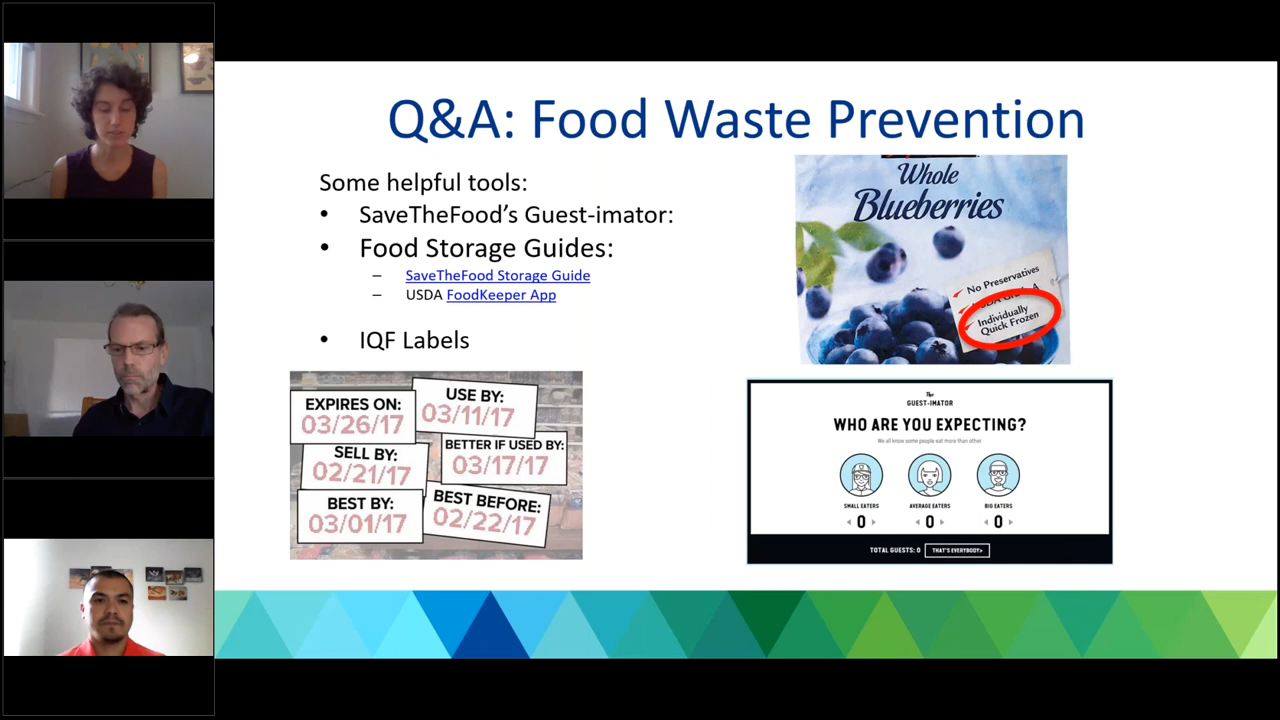 Q&A: Food Waste Prevention
Some helpful tools:
• SaveTheFood's Guest-imator:
• Food Storage Guides:
– SaveTheFood Storage Guide
– USDA FoodKeeper App
• IQF Labels
Whole
Blueberries
No Preservatives
Individually
Quick Frozen
EXPIRES ON:
03/26/17
USE BY:
03/11/17
SELL BY:
02/21/17
BETTER IF USED BY:
03/17/17
BEST BY:
03/01/17
BEST BEFORE:
02/22/17
The
GUEST-IMATOR
WHO ARE YOU EXPECTING?
We all know some people eat more than other.
SMALL EATERS
AVERAGE EATERS
BIG EATERS
0
0
0
TOTAL GUESTS: 0
THAT'S EVERYBODY>